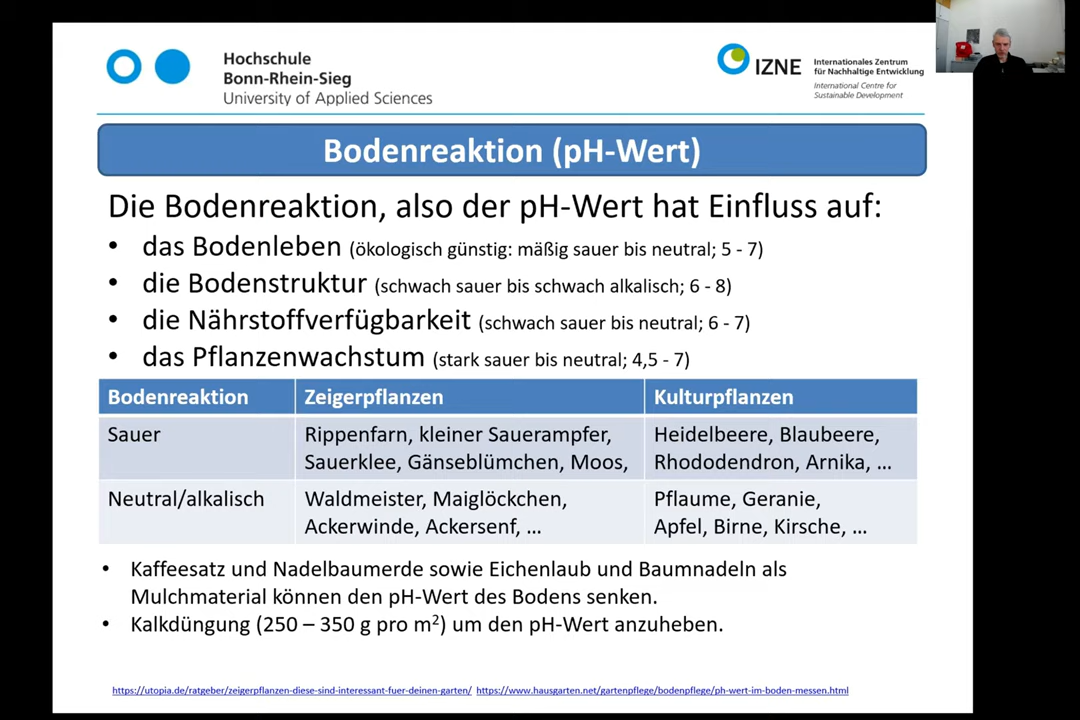 Hochschule
Bonn-Rhein-Sieg
University of Applied Sciences
IZNE
Internationales Zentrum
für Nachhaltige Entwicklung
International Centre for
Sustainable Development
Bodenreaktion (pH-Wert)
Die Bodenreaktion, also der pH-Wert hat Einfluss auf:
• das Bodenleben (ökologisch günstig: mäßig sauer bis neutral; 5 - 7)
• die Bodenstruktur (schwach sauer bis schwach alkalisch; 6 - 8)
• die Nährstoffverfügbarkeit (schwach sauer bis neutral; 6 - 7)
• das Pflanzenwachstum (stark sauer bis neutral; 4,5 - 7)
Bodenreaktion Zeigerpflanzen Kulturpflanzen
Sauer Rippenfarn, kleiner Sauerampfer, Heidelbeere, Blaubeere,
Sauerklee, Gänseblümchen, Moos, Rhododendron, Arnika, ...
Neutral/alkalisch Waldmeister, Maiglöckchen, Pflaume, Geranie,
Ackerwinde, Ackersenf, ... Apfel, Birne, Kirsche, ...
• Kaffeesatz und Nadelbaumerde sowie Eichenlaub und Baumnadeln als
Mulchmaterial können den pH-Wert des Bodens senken.
• Kalkdüngung (250 – 350 g pro m²) um den pH-Wert anzuheben.
https://utopia.de/ratgeber/zeigerpflanzen-diese-sind-interessant-fuer-deinen-garten/ https://www.hausgarten.net/gartenpflege/bodenpflege/ph-wert-im-boden-messen.html